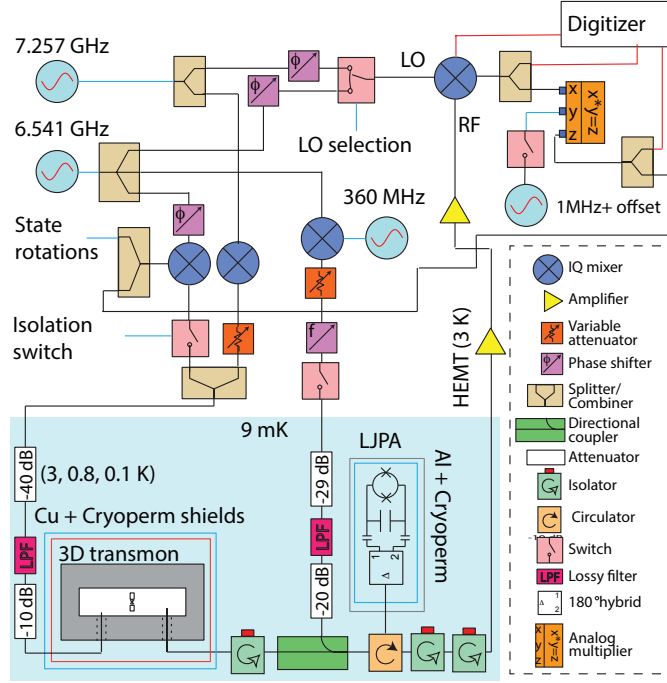 Digitizer
7.257 GHz
ϕ
ϕ
LO
RF
x
y
z
x*y=z
6.541 GHz
LO selection
360 MHz
1MHz+ offset
State
rotations
ϕ
Isolation
switch
f
HEMT (3 K)
9 mK
-40 dB
(3, 0.8, 0.1 K)
-29 dB
LJPA
Al + Cryoperm
Cu + Cryoperm shields
LPF
3D transmon
LPF
1 2
Δ
-10 dB
-20 dB
IQ mixer
Amplifier
Variable
attenuator
ϕ
Phase shifter
Splitter/
Combiner
Directional
coupler
Attenuator
Isolator
Circulator
Switch
LPF
Lossy filter
Δ 1
2
180°hybrid
x
y
z
x*y=z
Analog
multiplier